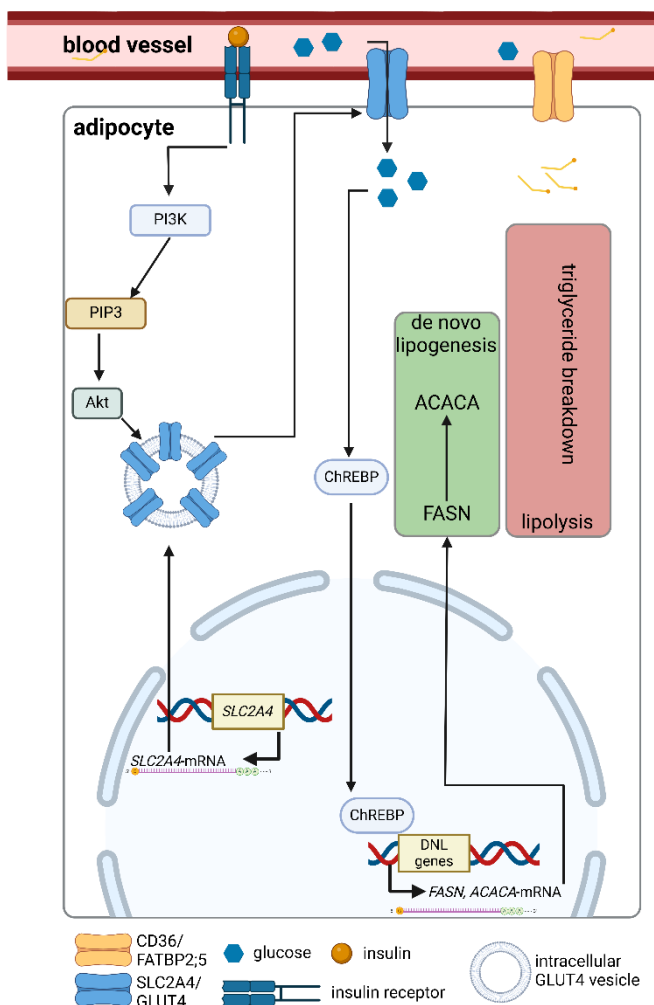 blood vessel
adipocyte
PI3K
PIP3
Akt
de novo
lipogenesis
ACACA
FASN
triglyceride breakdown
lipolysis
ChREBP
SLC2A4
SLC2A4-mRNA
ChREBP
DNL
genes
FASN, ACACA-mRNA
CD36/
FATBP2;5
glucose
insulin
SLC2A4/
GLUT4
insulin receptor
intracellular
GLUT4 vesicle